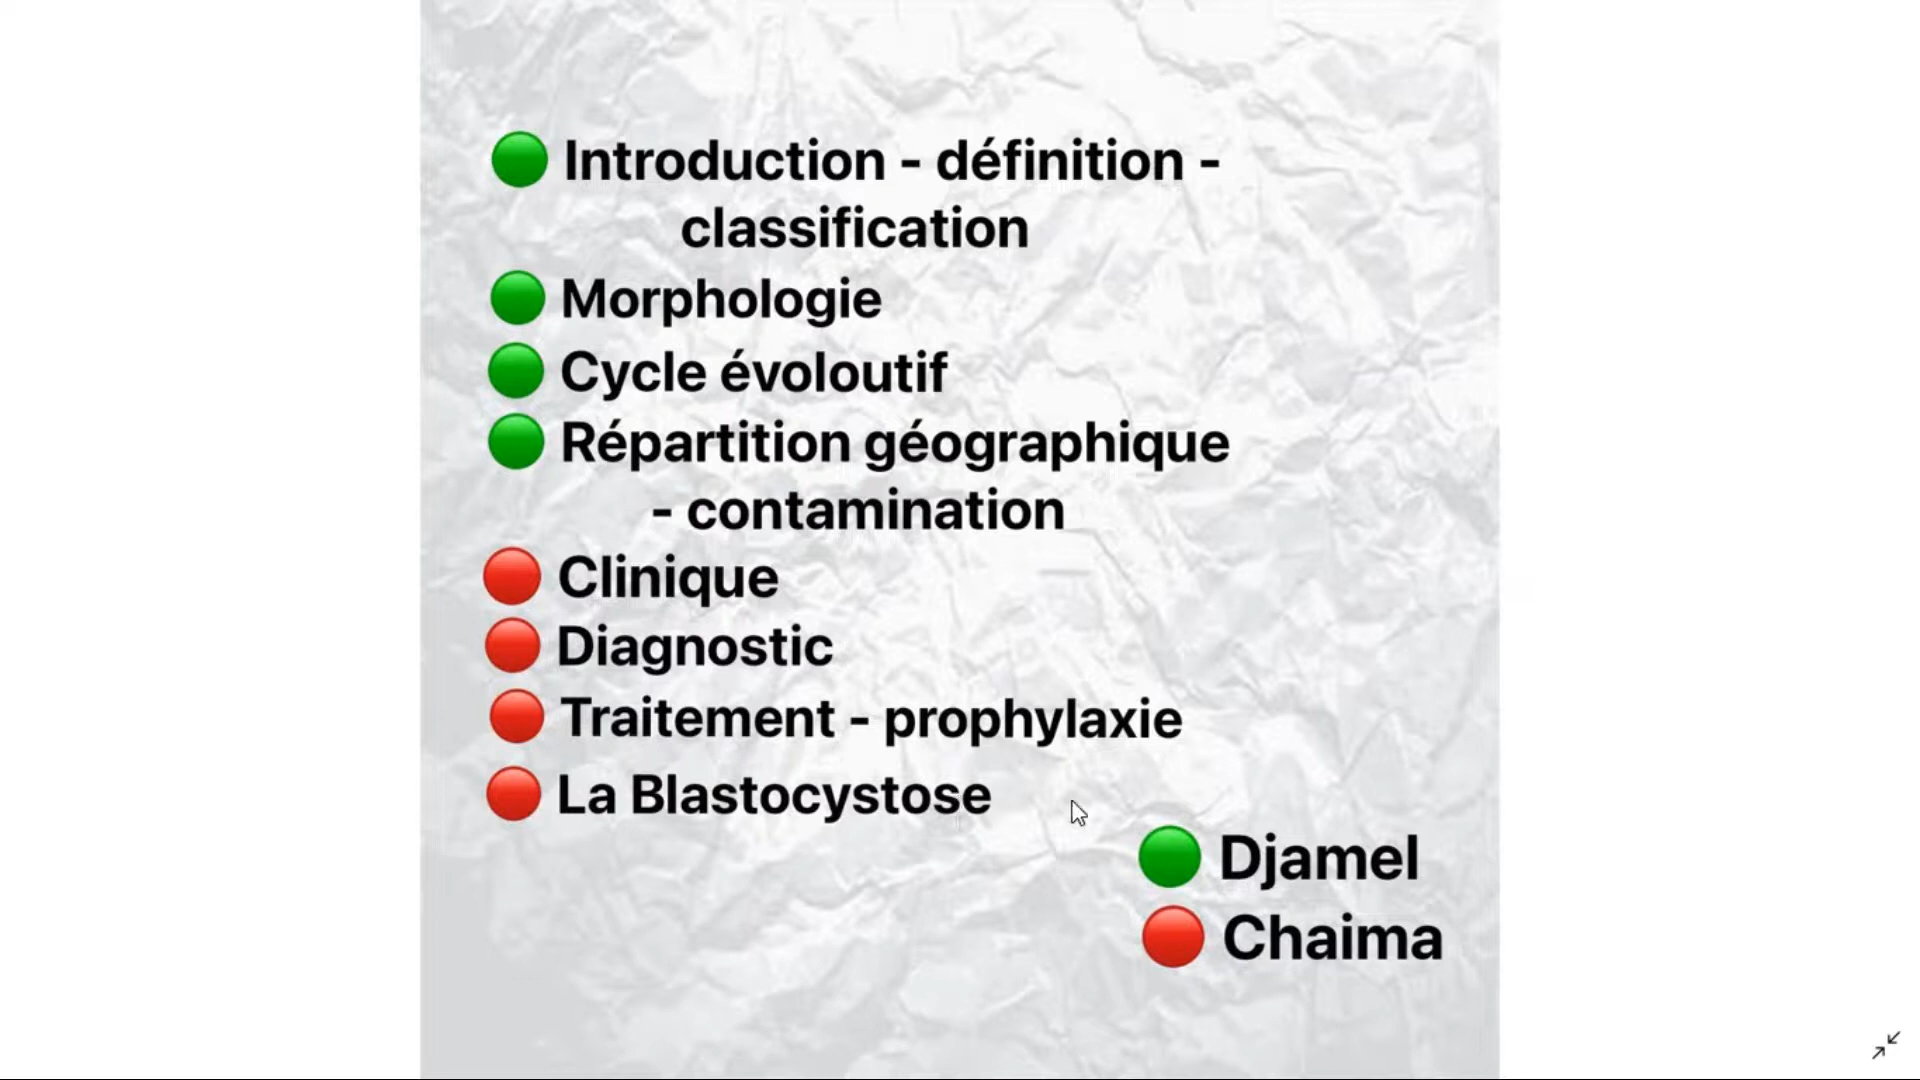 Introduction - définition -
classification
Morphologie
Cycle évoloutif
Répartition géographique
- contamination
Clinique
Diagnostic
Traitement - prophylaxie
La Blastocystose
Djamel
Chaima